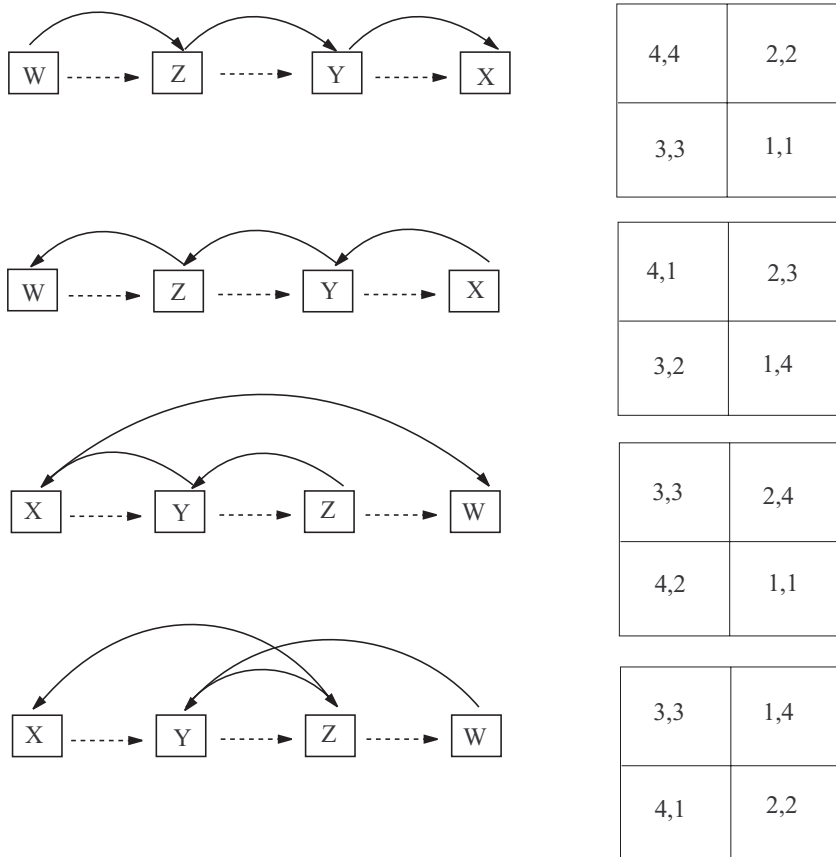 W Z Y X
4,4 2,2
3,3 1,1
W Z Y X
4,1 2,3
3,2 1,4
X Y Z W
3,3 2,4
4,2 1,1
X Y Z W
3,3 1,4
4,1 2,2